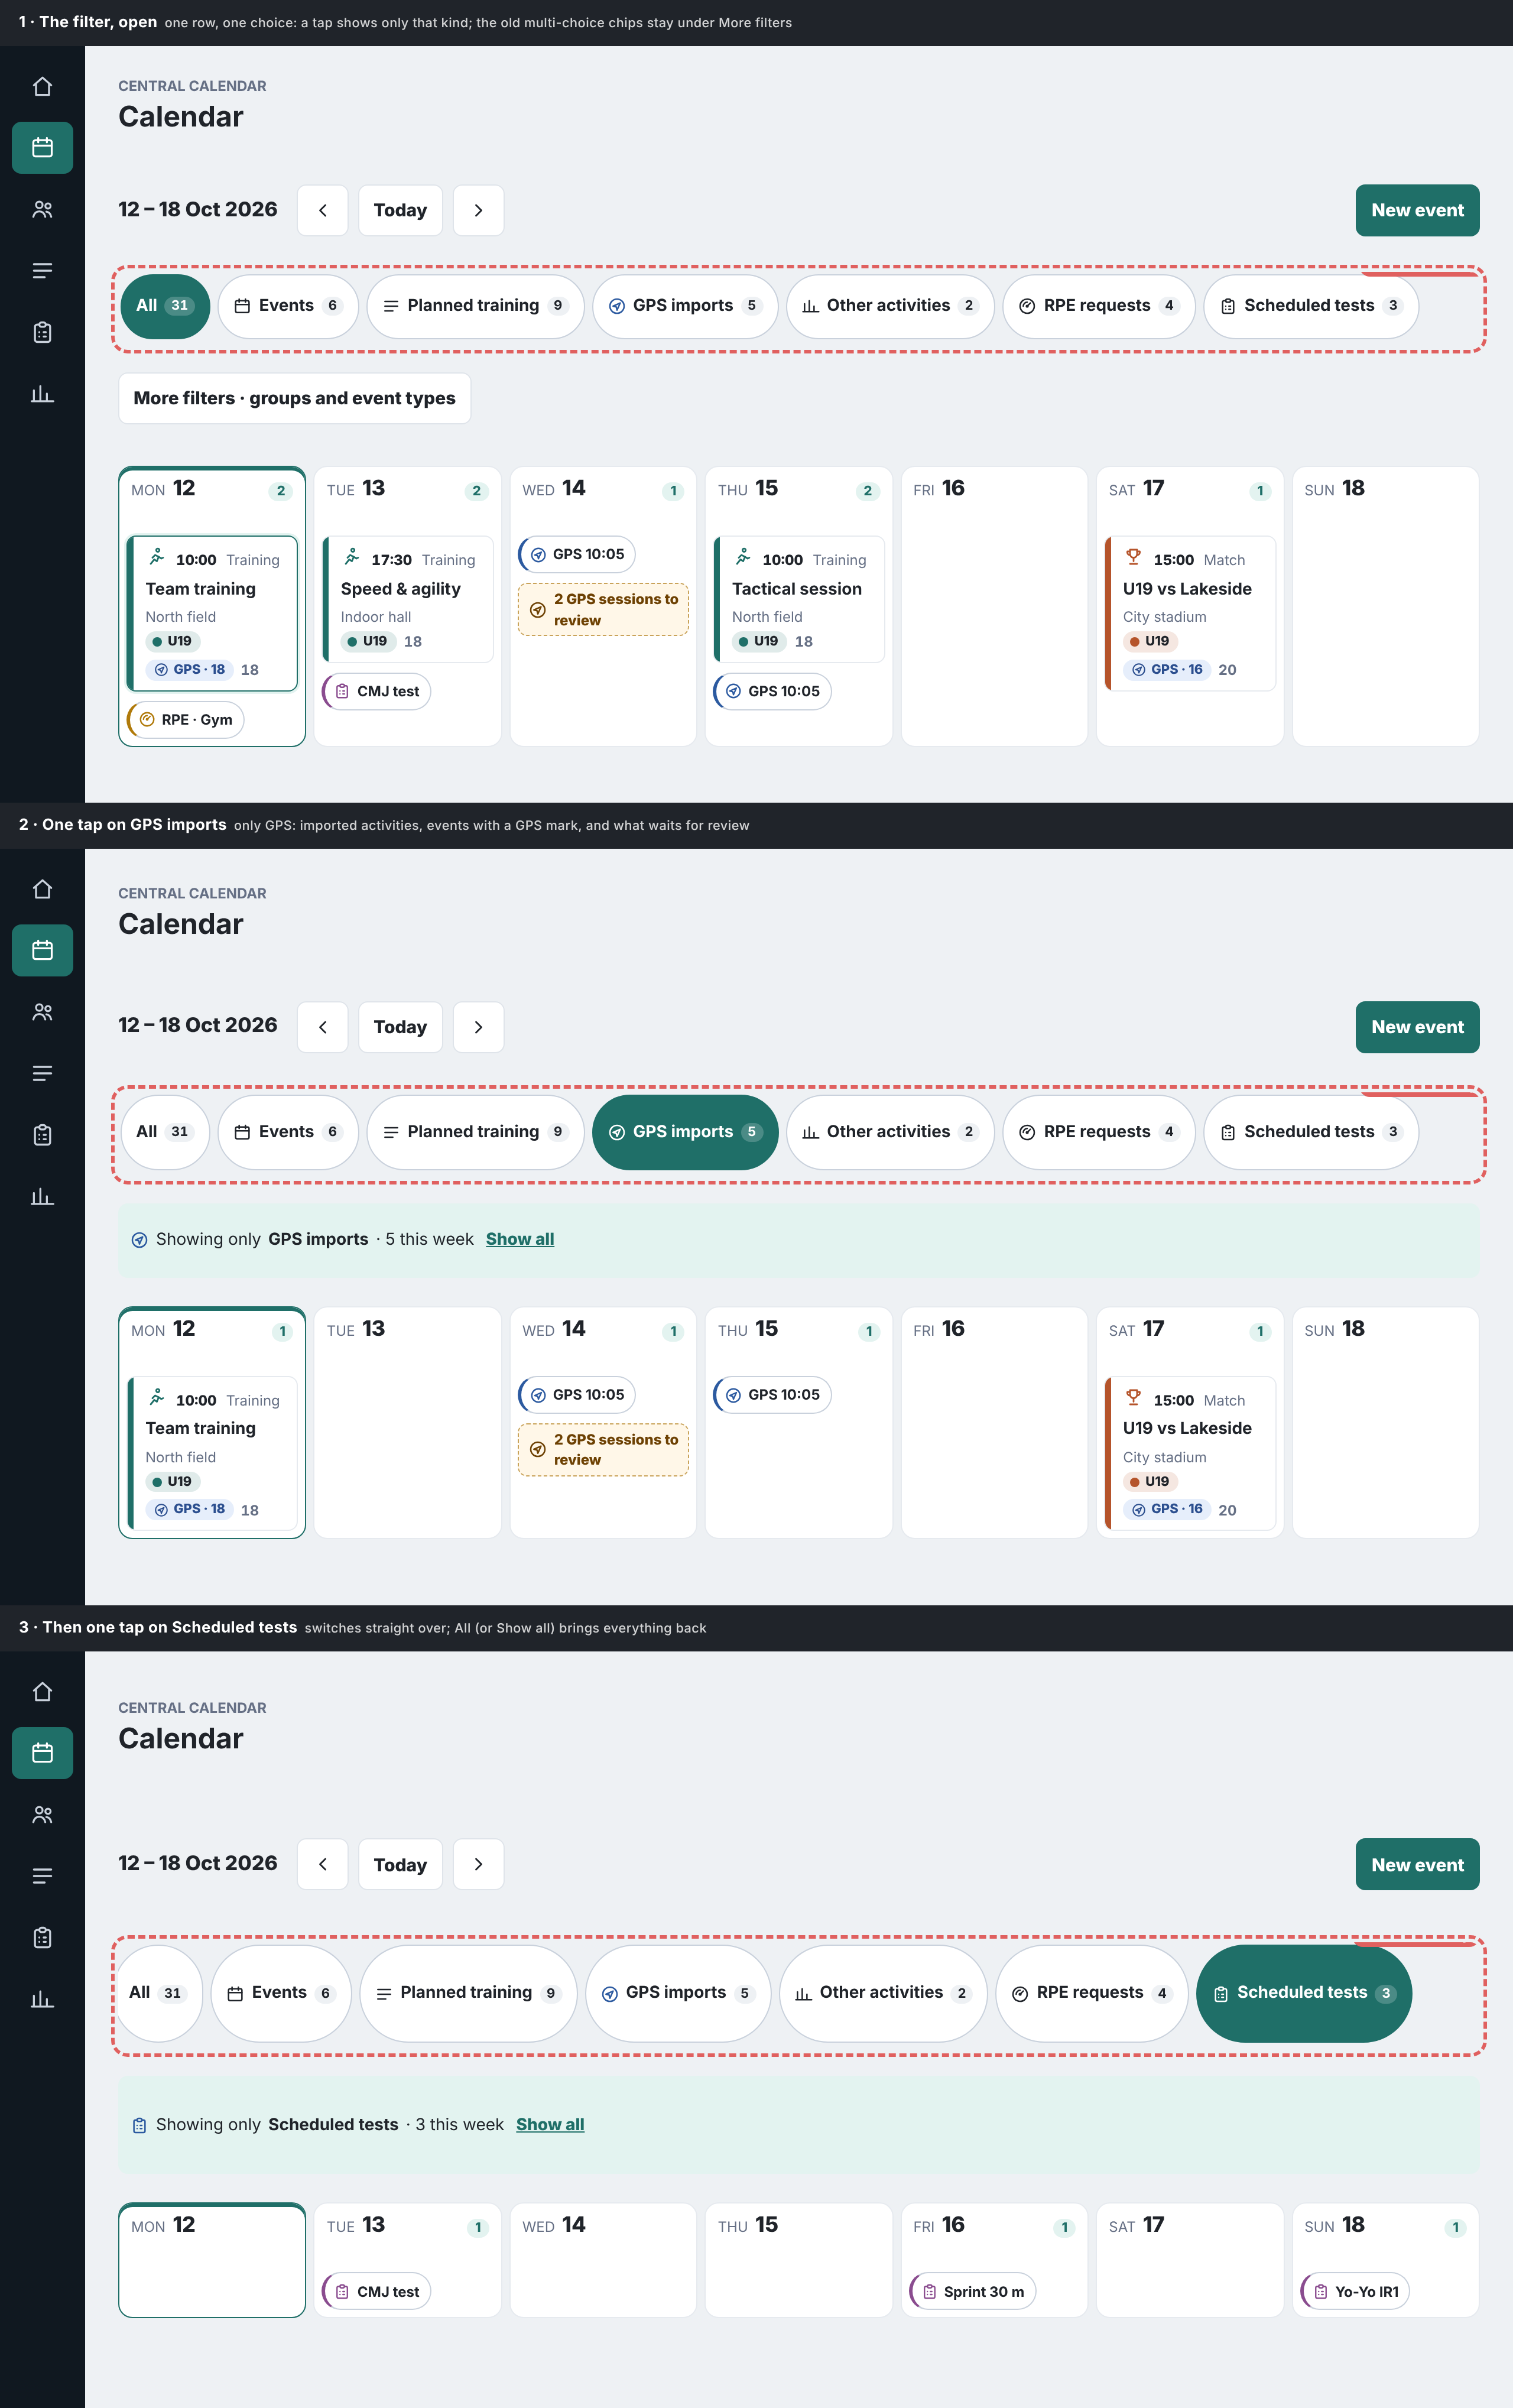 1 · The filter, open one row, one choice: a tap shows only that kind; the old multi-choice chips stay under More filters
CENTRAL CALENDAR
Calendar
12 – 18 Oct 2026 Today New event
All 31 Events 6 Planned training 9 GPS imports 5 Other activities 2 RPE requests 4 Scheduled tests 3
More filters · groups and event types
MON 12 2 TUE 13 2 WED 14 1 THU 15 2 FRI 16 SAT 17 1 SUN 18
10:00 Training
Team training
North field
U19
GPS · 18 18
RPE · Gym
17:30 Training
Speed & agility
Indoor hall
U19 18
CMJ test
GPS 10:05
2 GPS sessions to
review
10:00 Training
Tactical session
North field
U19 18
GPS 10:05
15:00 Match
U19 vs Lakeside
City stadium
U19
GPS · 16 20
2 · One tap on GPS imports only GPS: imported activities, events with a GPS mark, and what waits for review
CENTRAL CALENDAR
Calendar
12 – 18 Oct 2026 Today New event
All 31 Events 6 Planned training 9 GPS imports 5 Other activities 2 RPE requests 4 Scheduled tests 3
Showing only GPS imports · 5 this week Show all
MON 12 1 TUE 13 WED 14 1 THU 15 1 FRI 16 SAT 17 1 SUN 18
10:00 Training
Team training
North field
U19
GPS · 18 18
GPS 10:05
2 GPS sessions to
review
GPS 10:05
15:00 Match
U19 vs Lakeside
City stadium
U19
GPS · 16 20
3 · Then one tap on Scheduled tests switches straight over; All (or Show all) brings everything back
CENTRAL CALENDAR
Calendar
12 – 18 Oct 2026 Today New event
All 31 Events 6 Planned training 9 GPS imports 5 Other activities 2 RPE requests 4 Scheduled tests 3
Showing only Scheduled tests · 3 this week Show all
MON 12 TUE 13 1 WED 14 THU 15 FRI 16 1 SAT 17 SUN 18 1
CMJ test
Sprint 30 m
Yo-Yo IR1